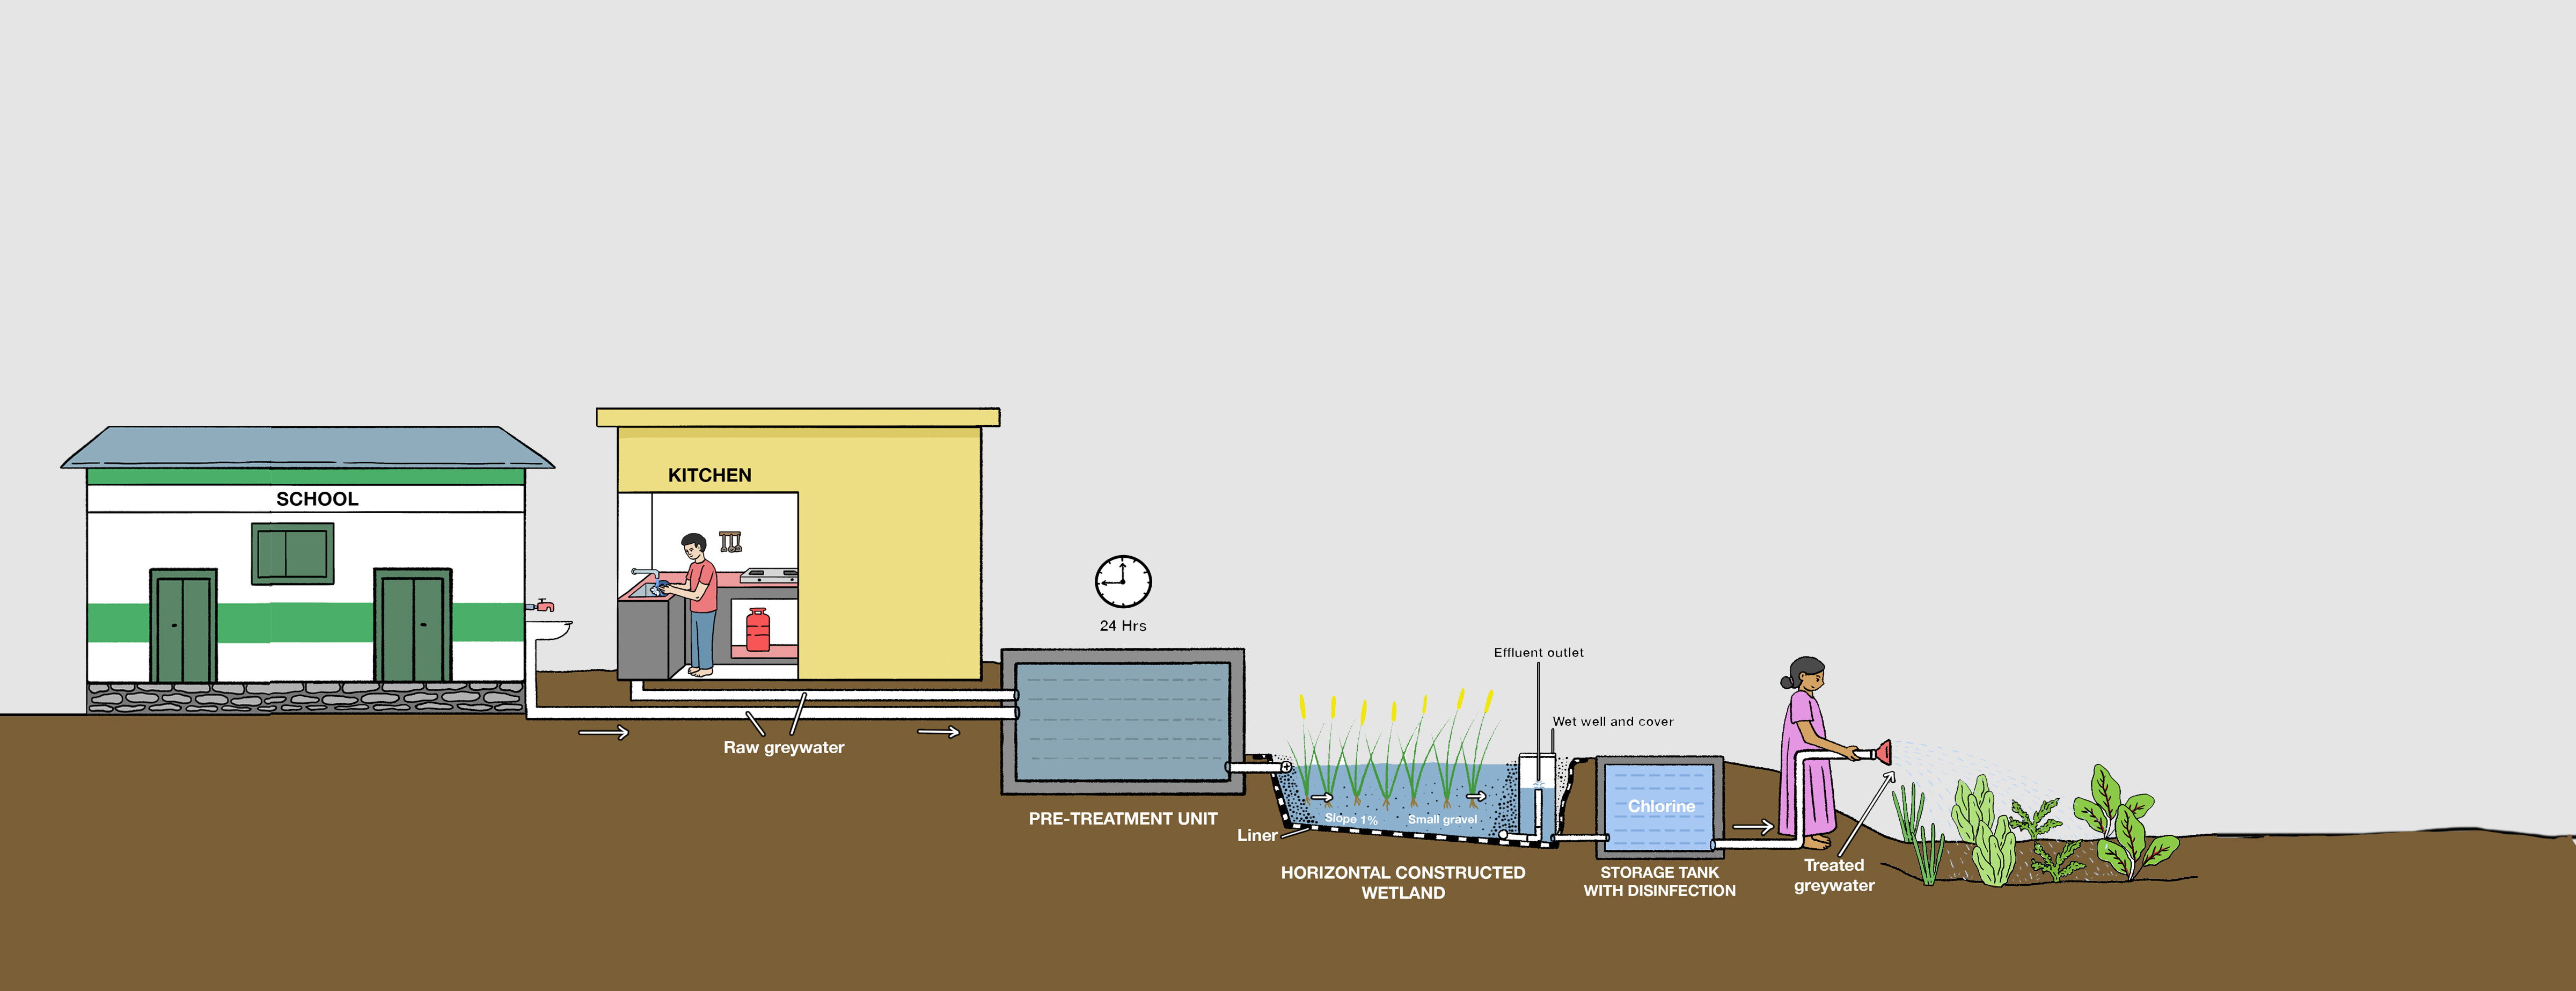 SCHOOL
KITCHEN
24 Hrs
Raw greywater
PRE-TREATMENT UNIT
Effluent outlet
Wet well and cover
Slope 1%
Small gravel
Liner
HORIZONTAL CONSTRUCTED
WETLAND
Chlorine
STORAGE TANK
WITH DISINFECTION
Treated
greywater